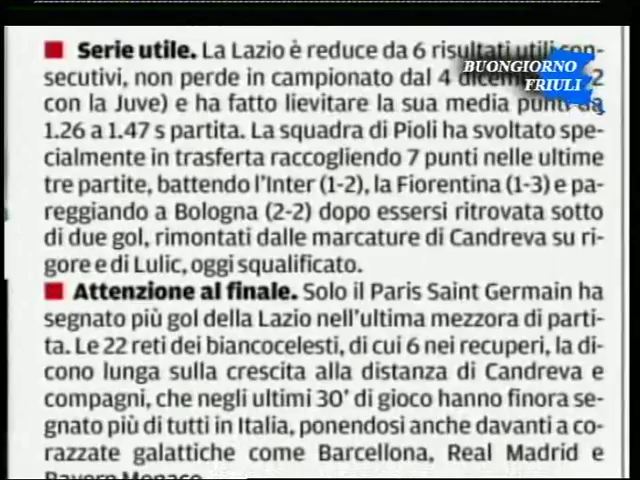 Serie utile. La Lazio è reduce da 6 risultati utili con-
secutivi, non perde in campionato dal 4 dicem 2
con la Juve) e ha fatto lievitare la sua media punti da
1.26 a 1.47 s partita. La squadra di Pioli ha svoltato spe-
cialmente in trasferta raccogliendo 7 punti nelle ultime
tre partite, battendo l'Inter (1-2), la Fiorentina (1-3) e pa-
reggiando a Bologna (2-2) dopo essersi ritrovata sotto
di due gol, rimontati dalle marcature di Candreva su ri-
gore e di Lulic, oggi squalificato.
Attenzione al finale. Solo il Paris Saint Germain ha
segnato più gol della Lazio nell'ultima mezzora di parti-
ta. Le 22 reti dei biancocelesti, di cui 6 nei recuperi, la di-
cono lunga sulla crescita alla distanza di Candreva e
compagni, che negli ultimi 30' di gioco hanno finora se-
gnato più di tutti in Italia, ponendosi anche davanti a co-
razzate galattiche come Barcellona, Real Madrid e
Bayern Monaco.
BUONGIORNO
FRIULI